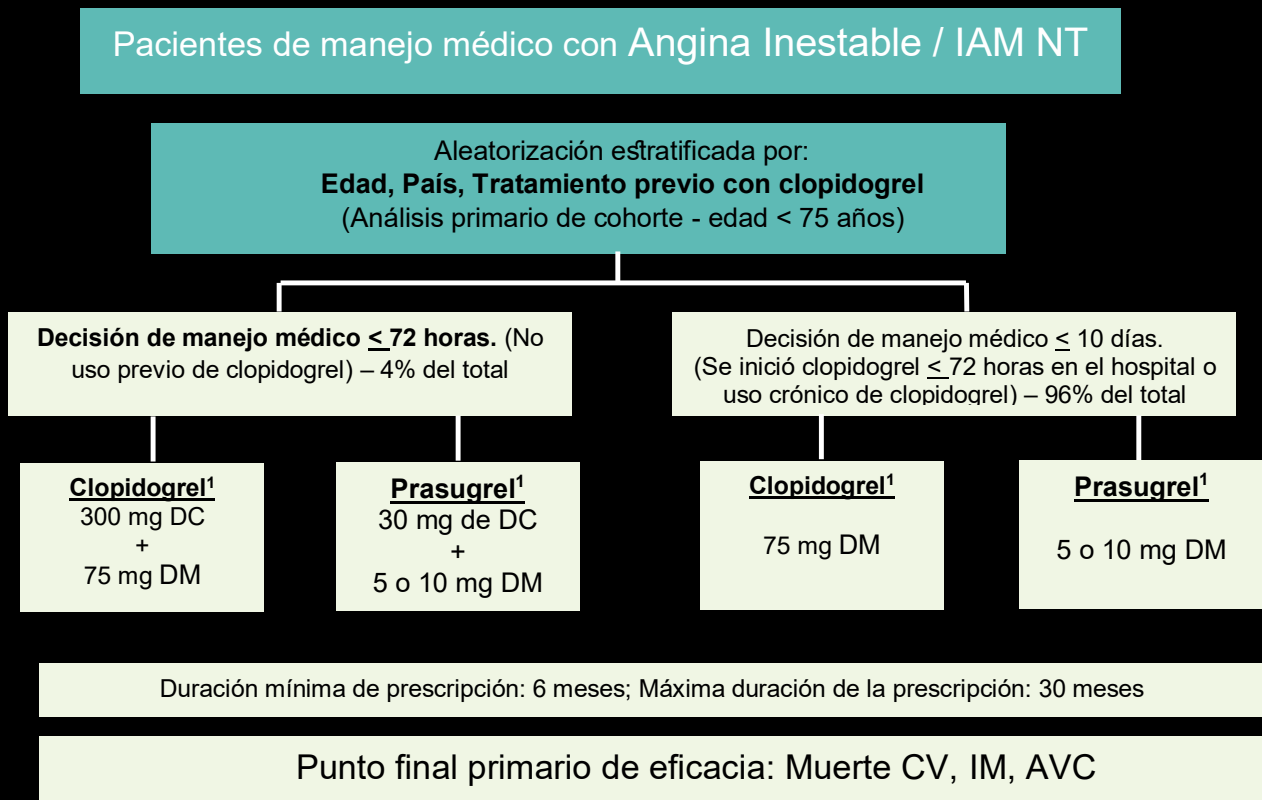 Pacientes de manejo médico con Angina Inestable / IAM NT
Aleatorización estratificada por:
Edad, País, Tratamiento previo con clopidogrel
(Análisis primario de cohorte - edad < 75 años)
Decisión de manejo médico < 72 horas. (No
uso previo de clopidogrel) – 4% del total
Decisión de manejo médico < 10 días.
(Se inició clopidogrel < 72 horas en el hospital o
uso crónico de clopidogrel) – 96% del total
Clopidogrel¹
300 mg DC
+
75 mg DM
Prasugrel¹
30 mg de DC
+
5 o 10 mg DM
Clopidogrel¹
75 mg DM
Prasugrel¹
5 o 10 mg DM
Duración mínima de prescripción: 6 meses; Máxima duración de la prescripción: 30 meses
Punto final primario de eficacia: Muerte CV, IM, AVC